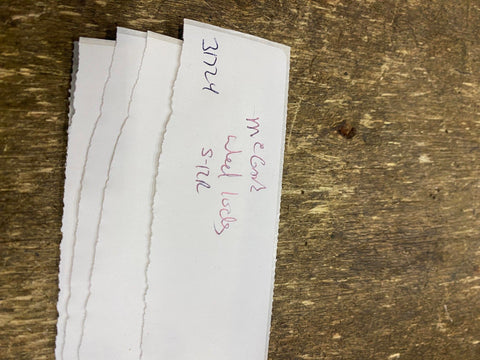 31724
McGard
Wheel locks
S-12R